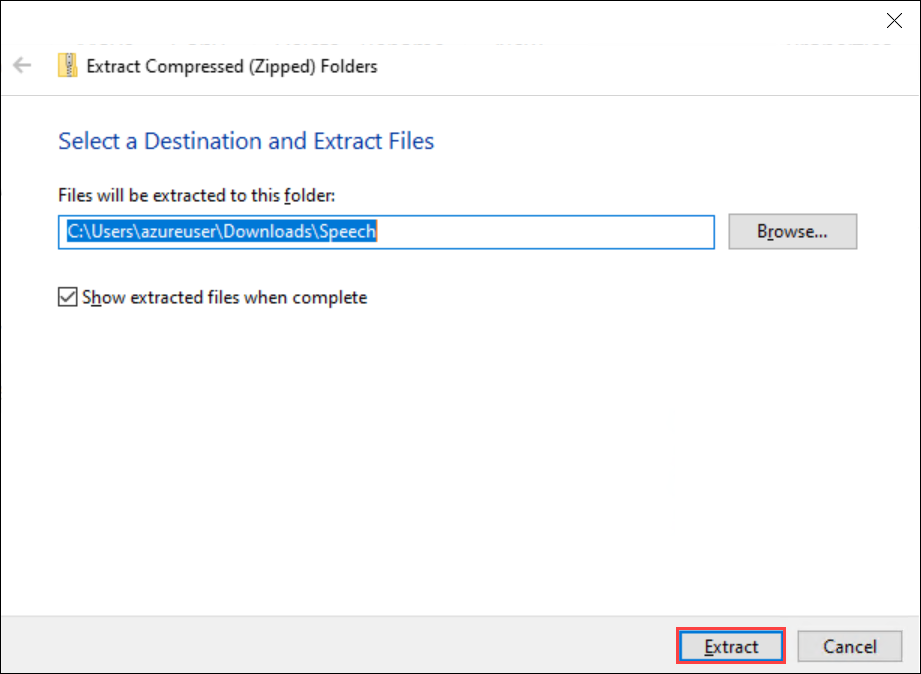 Extract Compressed (Zipped) Folders
Select a Destination and Extract Files
Files will be extracted to this folder:
C:\Users\azureuser\Downloads\Speech
Browse...
Show extracted files when complete
Extract
Cancel